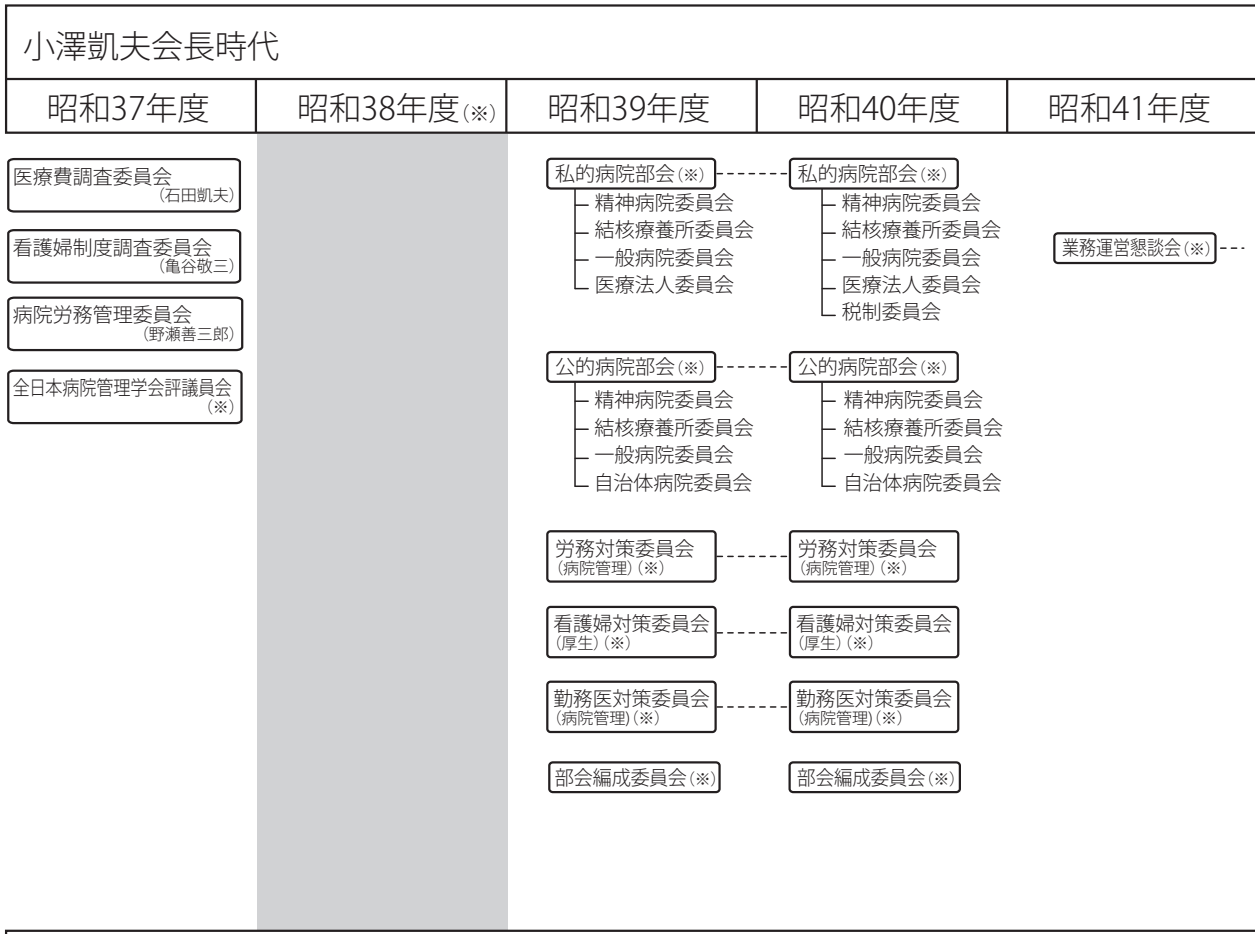 小澤凱夫会長時代
昭和37年度
昭和38年度(※)
昭和39年度
昭和40年度
昭和41年度
医療費調査委員会
(石田凱夫)
看護婦制度調査委員会
(亀谷敬三)
病院労務管理委員会
(野瀬善三郎)
全日本病院管理学会評議員会
(※)
私的病院部会(※)
精神病院委員会
結核療養所委員会
一般病院委員会
医療法人委員会
公的病院部会(※)
精神病院委員会
結核療養所委員会
一般病院委員会
自治体病院委員会
労務対策委員会
(病院管理)(※)
看護婦対策委員会
(厚生)(※)
勤務医対策委員会
(病院管理)(※)
部会編成委員会(※)
私的病院部会(※)
精神病院委員会
結核療養所委員会
一般病院委員会
医療法人委員会
税制委員会
公的病院部会(※)
精神病院委員会
結核療養所委員会
一般病院委員会
自治体病院委員会
労務対策委員会
(病院管理)(※)
看護婦対策委員会
(厚生)(※)
勤務医対策委員会
(病院管理)(※)
部会編成委員会(※)
業務運営懇談会(※)